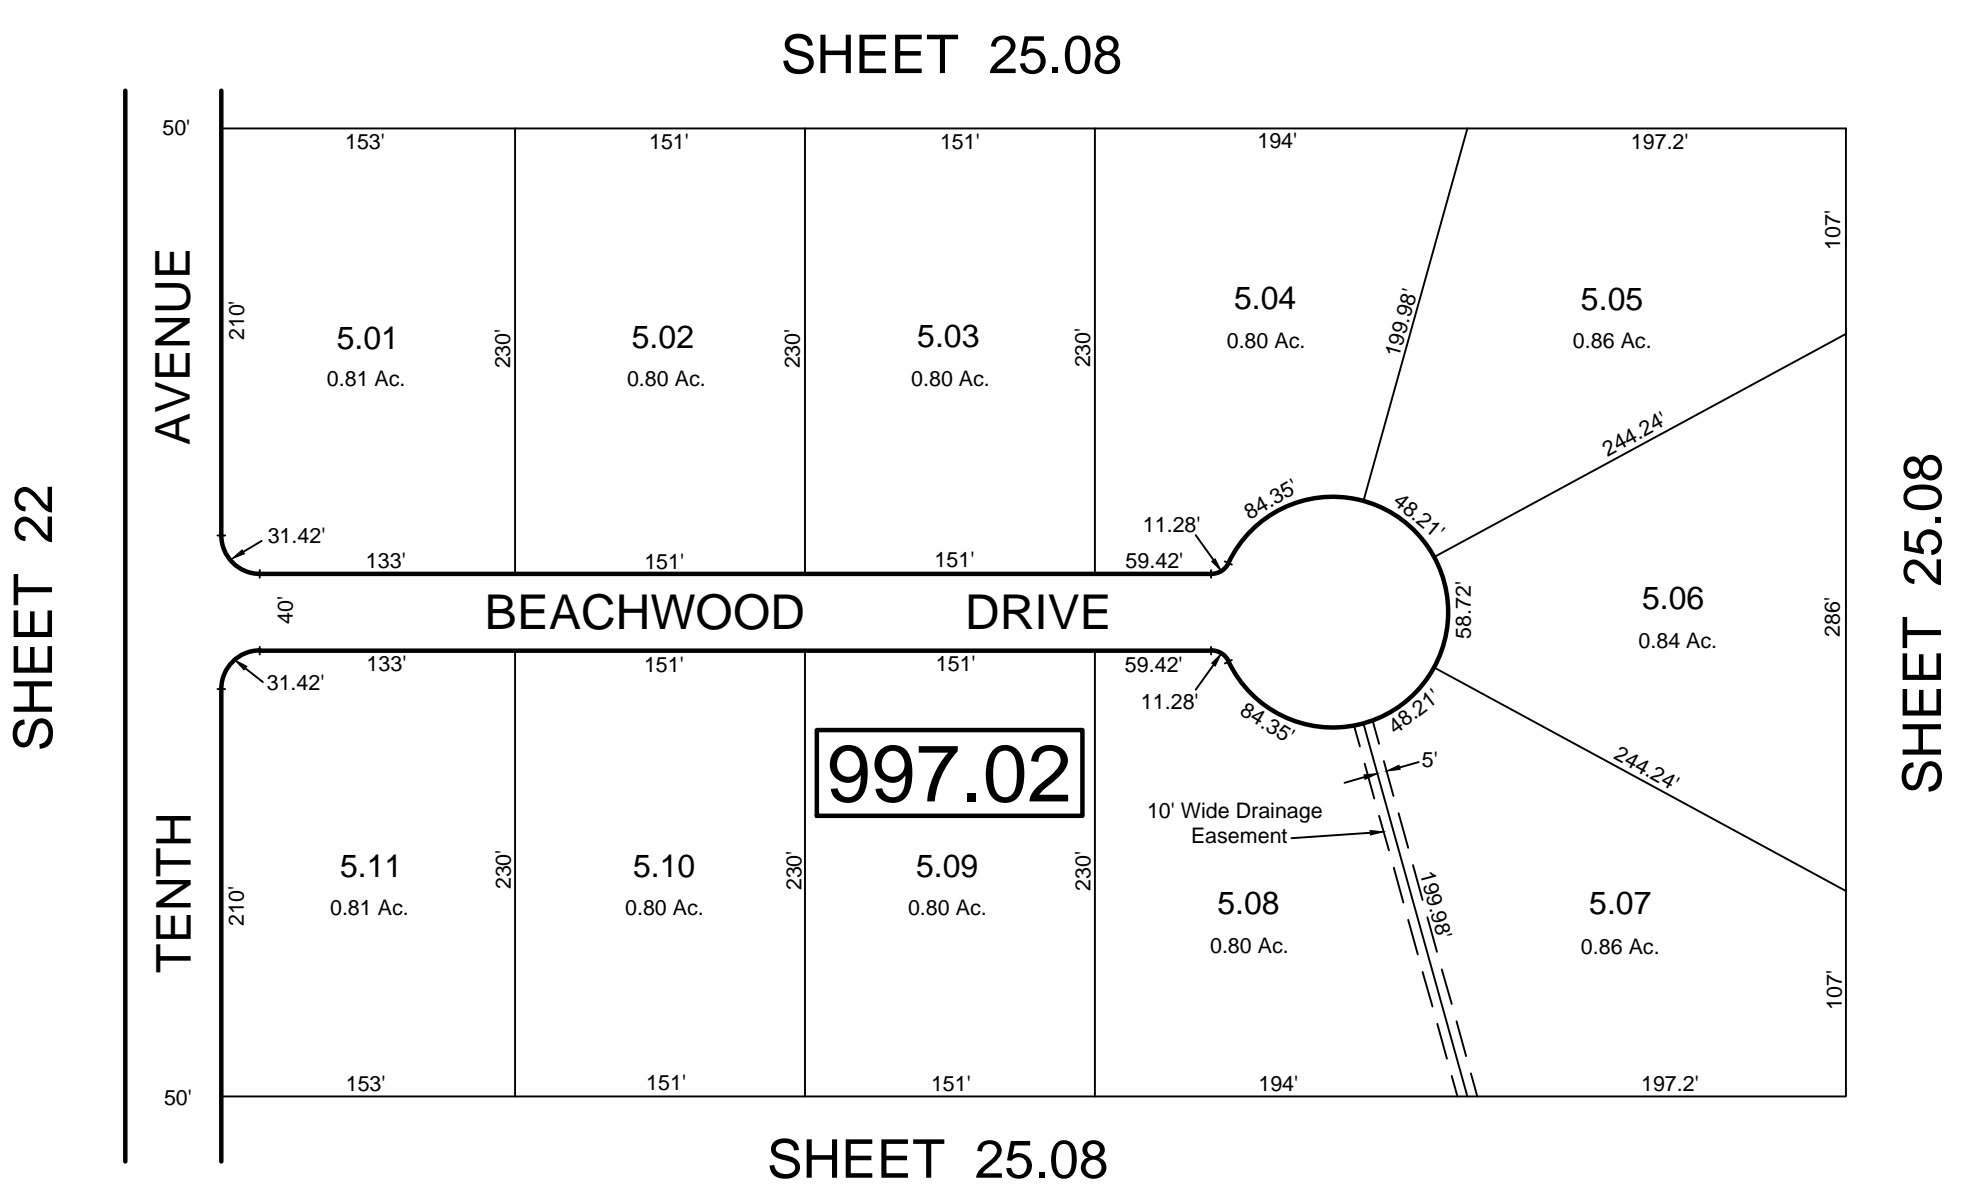 SHEET 25.08
50'
153'
151'
151'
194'
197.2'
107'
AVENUE
210'
5.01
0.81 Ac.
230'
5.02
0.80 Ac.
230'
5.03
0.80 Ac.
230'
5.04
0.80 Ac.
199.98'
5.05
0.86 Ac.
244.24'
SHEET 22
SHEET 25.08
31.42'
133'
151'
151'
59.42'
11.28'
84.35'
48.21'
40'
BEACHWOOD DRIVE
58.72'
5.06
0.84 Ac.
286'
31.42'
133'
151'
151'
59.42'
11.28'
84.35'
48.21'
997.02
5'
10' Wide Drainage
Easement
244.24'
TENTH
210'
5.11
0.81 Ac.
230'
5.10
0.80 Ac.
230'
5.09
0.80 Ac.
230'
5.08
0.80 Ac.
199.98'
5.07
0.86 Ac.
107'
50'
153'
151'
151'
194'
197.2'
SHEET 25.08